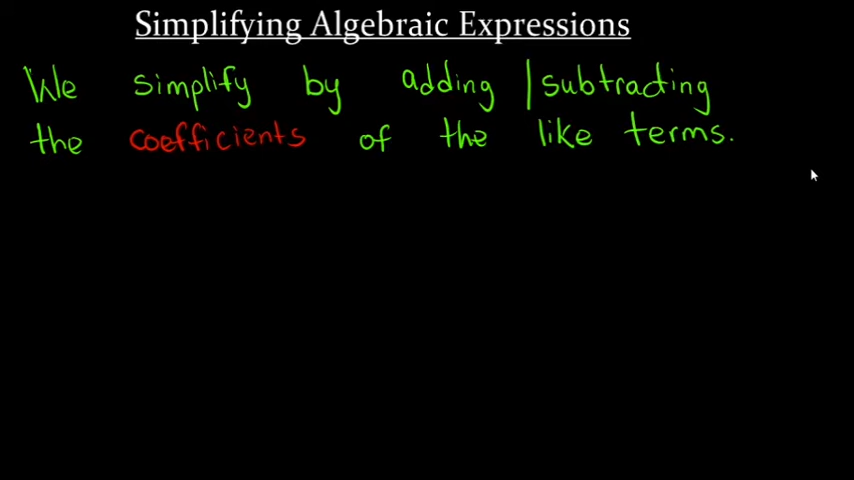 Simplifying Algebraic Expressions
We simplify by adding | subtracting
the coefficients of the like terms.